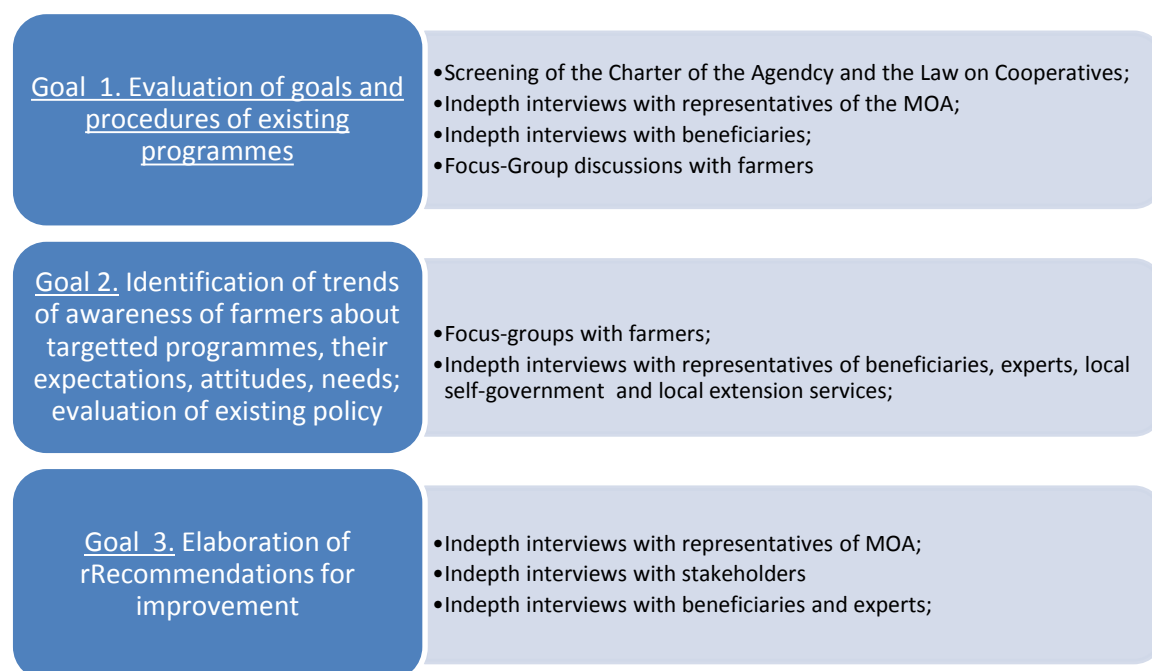 Goal  1. Evaluation of goals and
procedures of existing
programmes
•Screening of the Charter of the Agendcy and the Law on Cooperatives;
•Indepth interviews with representatives of the MOA;
•Indepth interviews with beneficiaries;
•Focus-Group discussions with farmers
Goal 2. Identification of trends
of awareness of farmers about
targetted programmes, their
expectations, attitudes, needs;
evaluation of existing policy
•Focus-groups with farmers;
•Indepth interviews with representatives of beneficiaries, experts, local
self-government  and local extension services;
Goal  3. Elaboration of
rRecommendations for
improvement
•Indepth interviews with representatives of MOA;
•Indepth interviews with stakeholders
•Indepth interviews with beneficiaries and experts;